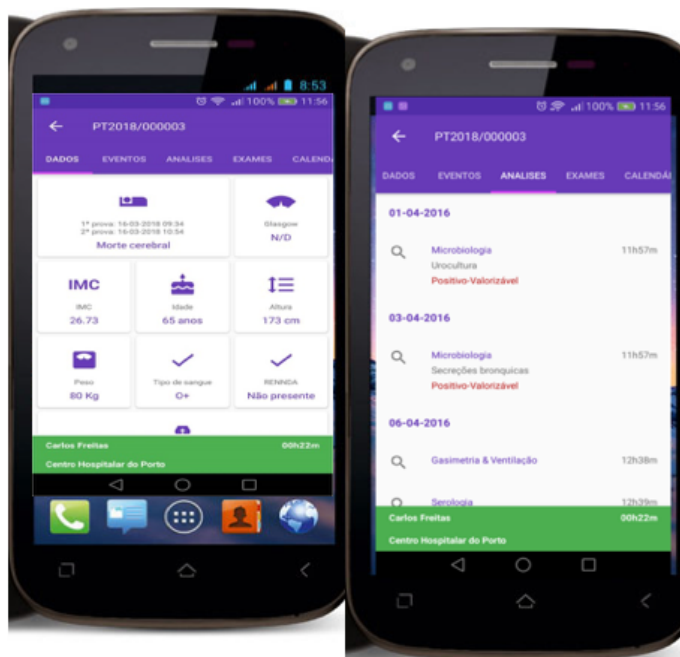 8:53
100% 11:56
PT2018/000003
DADOS EVENTOS ANALISES EXAMES CALENDÁ
1ª prova: 16-03-2018 09:34
2ª prova: 16-03-2018 10:54
Morte cerebral
Glasgow
N/D
IMC
IMC
26.73
Idade
65 anos
Altura
173 cm
Peso
80 Kg
Tipo de sangue
O+
RENNDA
Não presente
Carlos Freitas 00h22m
Centro Hospitalar do Porto
100% 11:56
PT2018/000003
DADOS EVENTOS ANALISES EXAMES CALENDÁI
01-04-2016
Microbiologia 11h57m
Urocultura
Positivo-Valorizável
03-04-2016
Microbiologia 11h57m
Secreções bronquicas
Positivo-Valorizável
06-04-2016
Gasimetria & Ventilação 12h38m
Serologia 12h39m
Carlos Freitas 00h22m
Centro Hospitalar do Porto